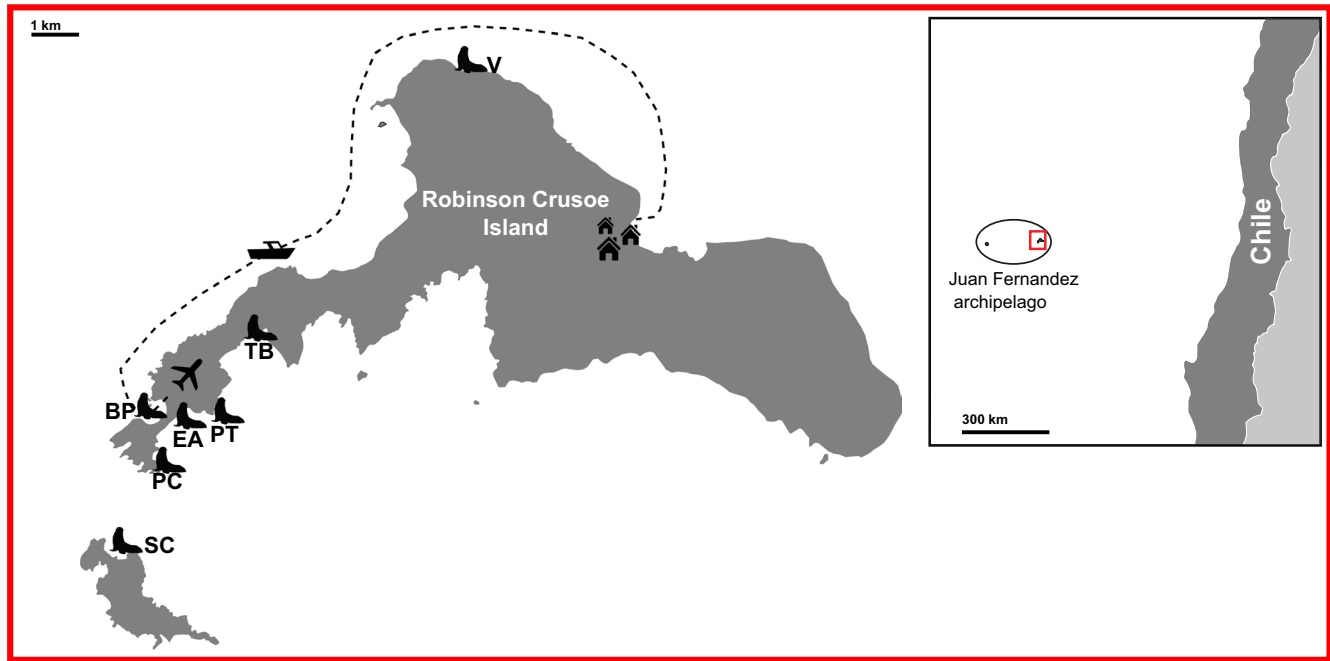 1 km
V
Robinson Crusoe
Island
TB
BP
EA
PT
PC
SC
Chile
Juan Fernandez
archipelago
300 km